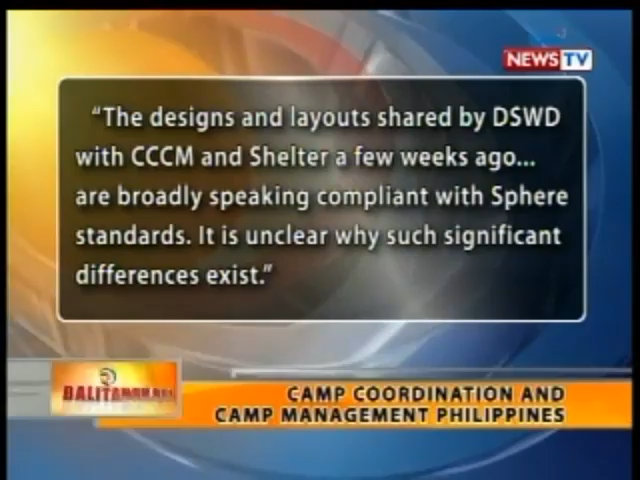 NEWS TV
"The designs and layouts shared by DSWD
with CCCM and Shelter a few weeks ago...
are broadly speaking compliant with Sphere
standards. It is unclear why such significant
differences exist."
CAMP COORDINATION AND
CAMP MANAGEMENT PHILIPPINES